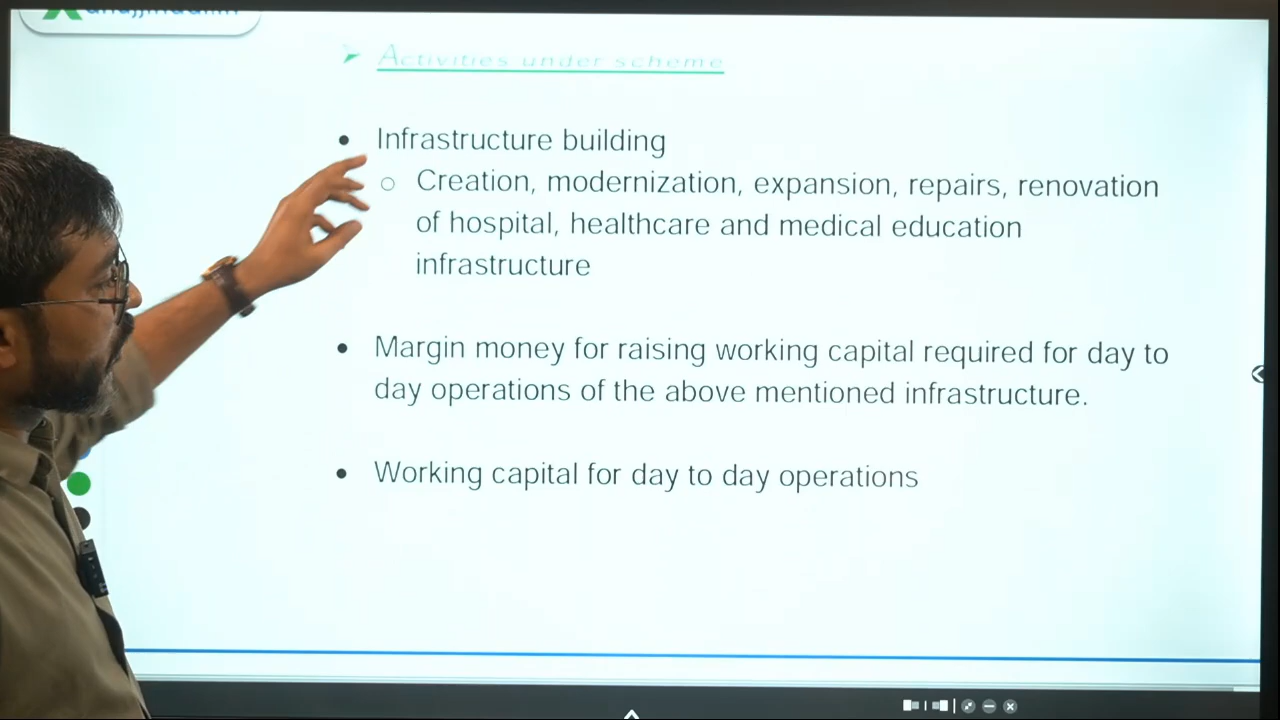 Activities under scheme
Infrastructure building
Creation, modernization, expansion, repairs, renovation
of hospital, healthcare and medical education
infrastructure
Margin money for raising working capital required for day to
day operations of the above mentioned infrastructure.
Working capital for day to day operations